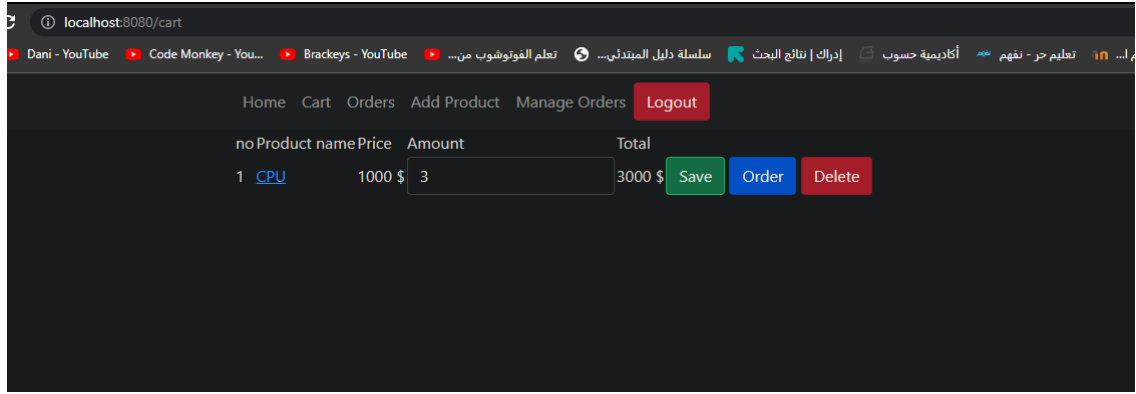 localhost:8080/cart
Dani - YouTube Code Monkey - You... Brackeys - YouTube تعلم الفوتوشوب من... سلسلة دليل المبتدئي... إدراك | نتائج البحث أكاديمية حسوب تعليم حر - نفهم
Home Cart Orders Add Product Manage Orders Logout
no Product name Price Amount Total
1 CPU 1000 $ 3 3000 $ Save Order Delete